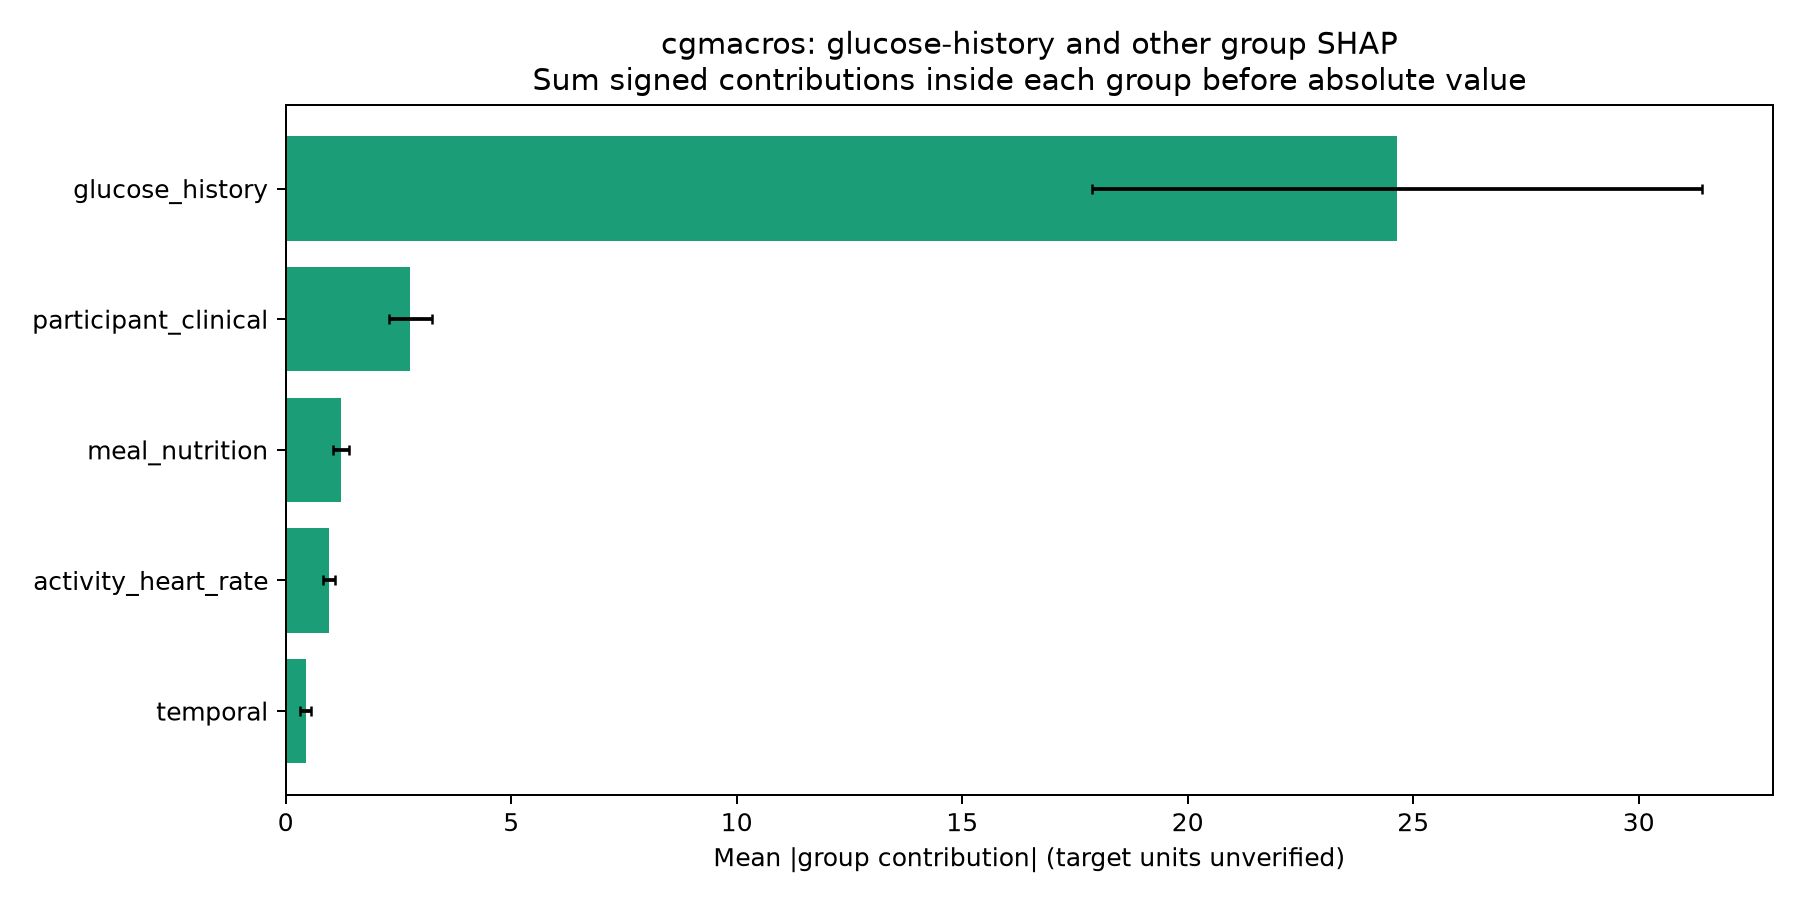 cgmacros: glucose-history and other group SHAP
Sum signed contributions inside each group before absolute value
glucose_history
participant_clinical
meal_nutrition
activity_heart_rate
temporal
0 5 10 15 20 25 30
Mean |group contribution| (target units unverified)